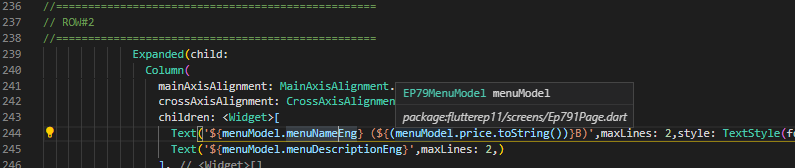 236 //==================================================
237 // ROW#2
238 //==================================================
239 Expanded(child:
240 Column(
241 mainAxisAlignment: MainAxisAlignment.
EP79MenuModel menuModel
242 crossAxisAlignment: CrossAxisAlignmen
243 children: <Widget>[
package:flutterep11/screens/Ep791Page.dart
244 Text('${menuModel.menuNameEng} (${(menuModel.price.toString())}B)',maxLines: 2,style: TextStyle(fo
245 Text('${menuModel.menuDescriptionEng}',maxLines: 2,)
246 ], // <Widget>[]